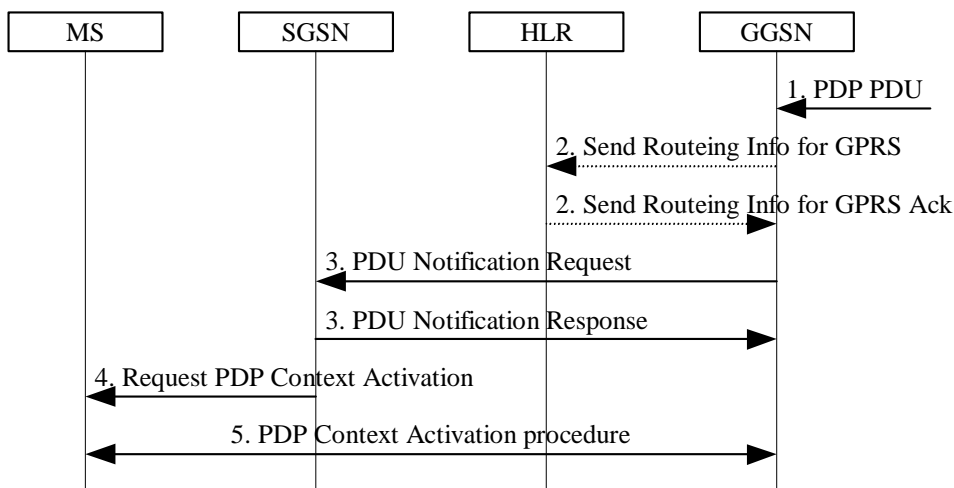 MS
SGSN
HLR
GGSN
1. PDP PDU
2. Send Routeing Info for GPRS
2. Send Routeing Info for GPRS Ack
3. PDU Notification Request
3. PDU Notification Response
4. Request PDP Context Activation
5. PDP Context Activation procedure